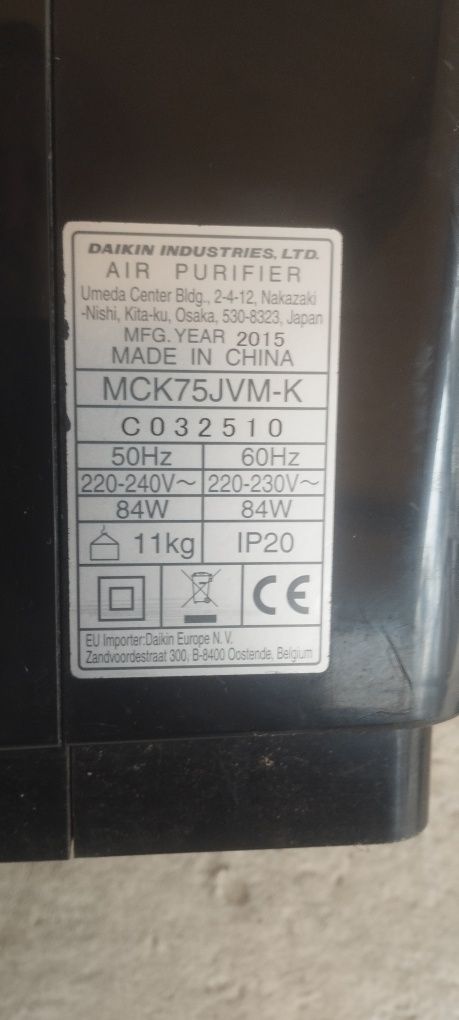 DAIKIN INDUSTRIES, LTD.
AIR PURIFIER
Umeda Center Bldg., 2-4-12, Nakazaki
-Nishi, Kita-ku, Osaka, 530-8323, Japan
MFG. YEAR 2015
MADE IN CHINA
MCK75JVM-K
C032510
50Hz 60Hz
220-240V～ 220-230V～
84W 84W
11kg IP20
CE
EU Importer:Daikin Europe N. V.
Zandvoordestraat 300, B-8400 Oostende, Belgium